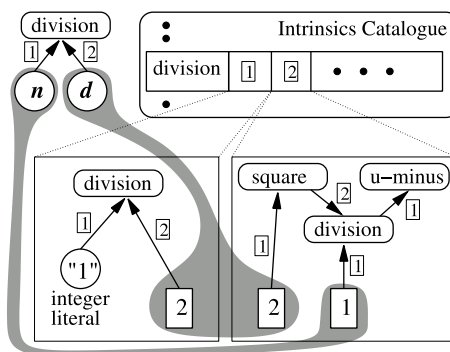 division
1
2
n
d
Intrinsics Catalogue
division
1
2
division
1
2
"1"
integer
literal
2
square
u−minus
2
1
division
1
1
2
1